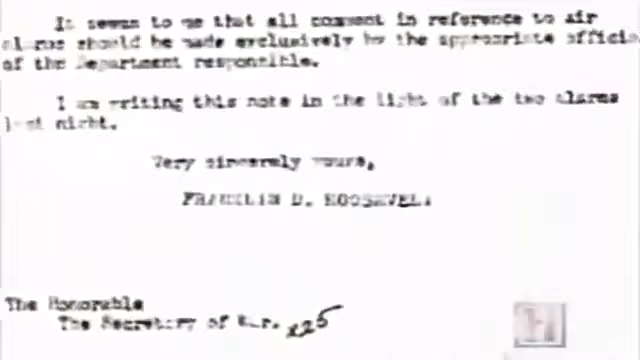 It seems to me that all comment in reference to air
alarms should be made exclusively by the appropriate officia
of the Department responsible.
I am writing this note in the light of the two alarms
last night.
Very sincerely yours,
FRANKLIN D. ROOSEVELT
The Honorable
The Secretary of War.
x25
H